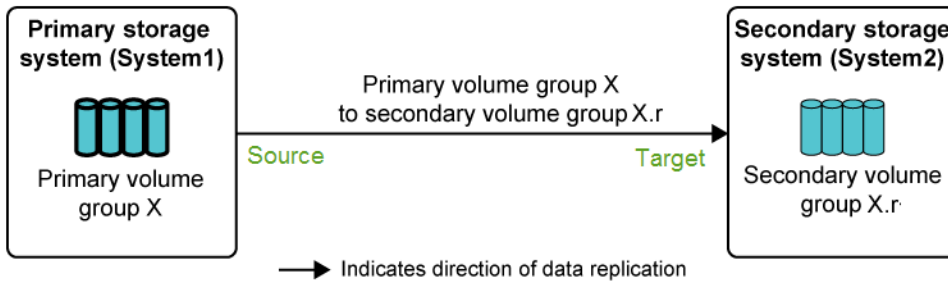 Primary storage
system (System1)
Primary volume
group X
Primary volume group X
to secondary volume group X.r
Source
Target
Secondary storage
system (System2)
Secondary volume
group X.r
Indicates direction of data replication